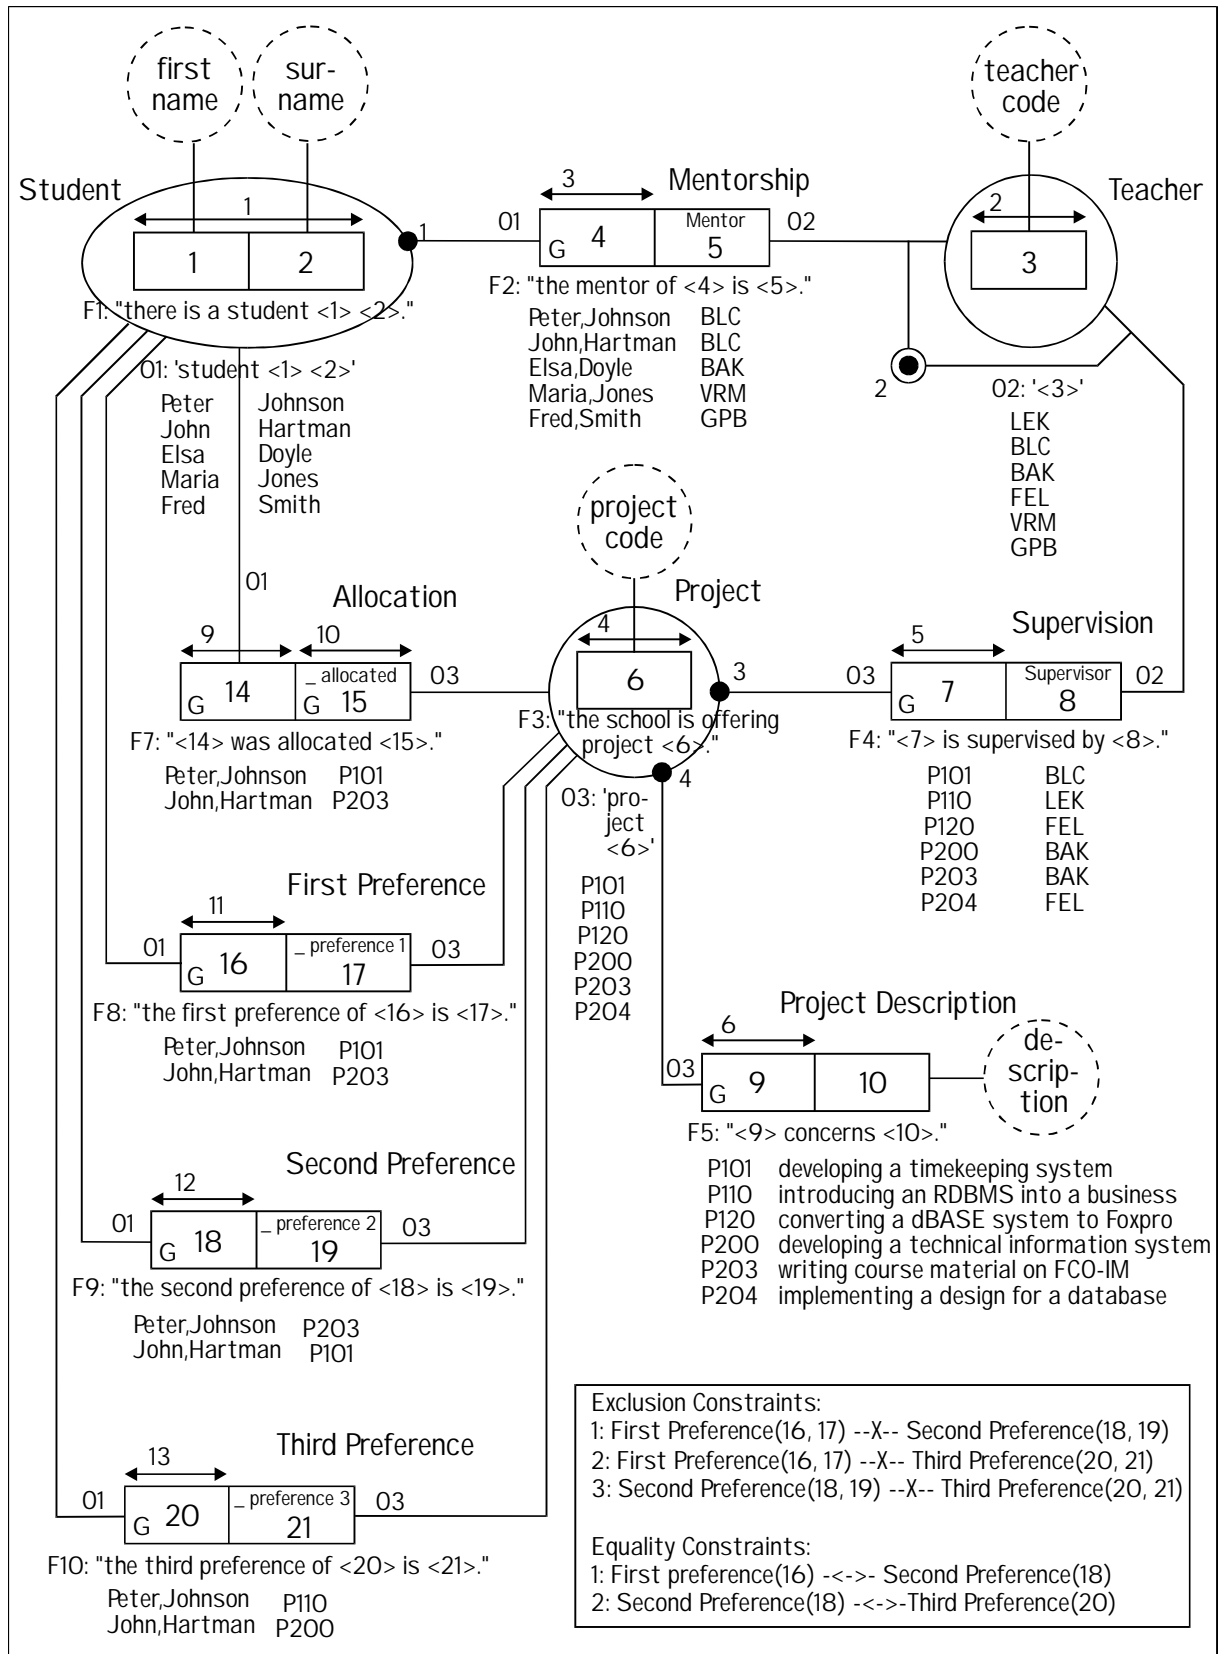 first
name
sur-
name
teacher
code
Student
1
1
1 2
F1: "there is a student <1> <2>."
O1: 'student <1> <2>'
Peter Johnson
John Hartman
Elsa Doyle
Maria Jones
Fred Smith
3
Mentorship
O1
G 4
Mentor
5
O2
F2: "the mentor of <4> is <5>."
Peter,Johnson BLC
John,Hartman BLC
Elsa,Doyle BAK
Maria,Jones VRM
Fred,Smith GPB
Teacher
2
3
2
O2: '<3>'
LEK
BLC
BAK
FEL
VRM
GPB
project
code
Project
4
6
3
F3: "the school is offering
project <6>."
4
O3: 'pro-
ject
<6>'
P101
P110
P120
P200
P203
P204
O1
Allocation
9 10
G 14
_ allocated
G 15
O3
F7: "<14> was allocated <15>."
Peter,Johnson P101
John,Hartman P203
Supervision
5
O3
G 7
Supervisor
8
O2
F4: "<7> is supervised by <8>."
P101 BLC
P110 LEK
P120 FEL
P200 BAK
P203 BAK
P204 FEL
First Preference
11
O1
G 16
_ preference 1
17
O3
F8: "the first preference of <16> is <17>."
Peter,Johnson P101
John,Hartman P203
Project Description
6
O3
G 9
10
de-
scrip-
tion
F5: "<9> concerns <10>."
P101 developing a timekeeping system
P110 introducing an RDBMS into a business
P120 converting a dBASE system to Foxpro
P200 developing a technical information system
P203 writing course material on FCO-IM
P204 implementing a design for a database
Second Preference
12
O1
G 18
_ preference 2
19
O3
F9: "the second preference of <18> is <19>."
Peter,Johnson P203
John,Hartman P101
Third Preference
13
O1
G 20
_ preference 3
21
O3
F10: "the third preference of <20> is <21>."
Peter,Johnson P110
John,Hartman P200
Exclusion Constraints:
1: First Preference(16, 17) --X-- Second Preference(18, 19)
2: First Preference(16, 17) --X-- Third Preference(20, 21)
3: Second Preference(18, 19) --X-- Third Preference(20, 21)
Equality Constraints:
1: First preference(16) -<->- Second Preference(18)
2: Second Preference(18) -<->-Third Preference(20)